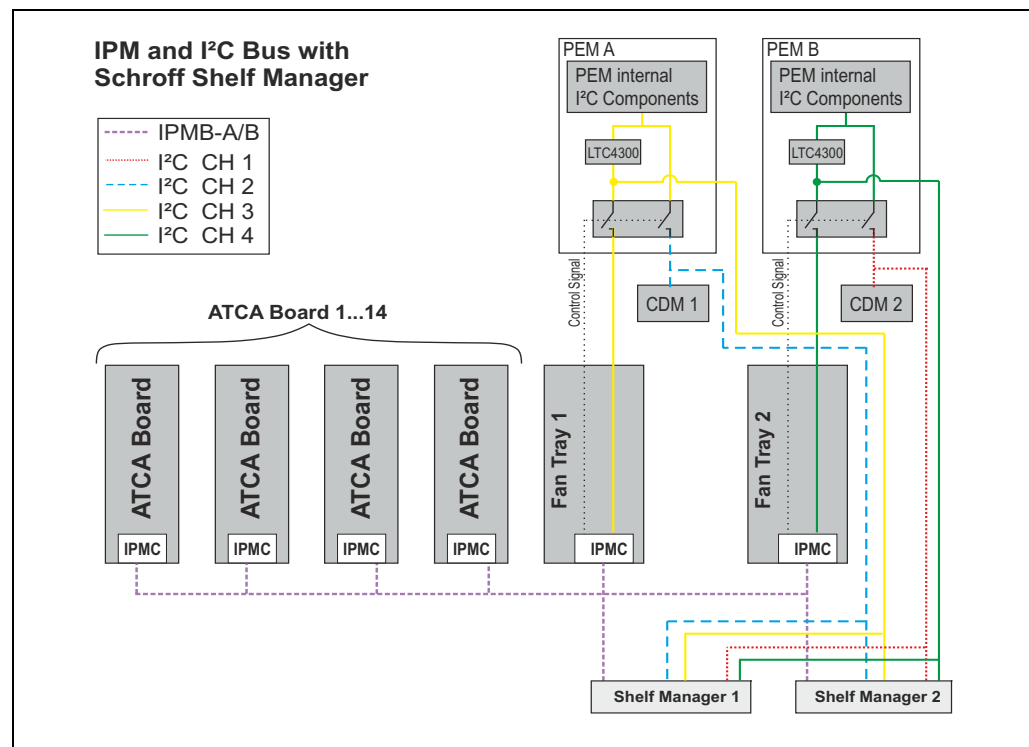 IPM and I²C Bus with
Schroff Shelf Manager
IPMB-A/B
I²C CH 1
I²C CH 2
I²C CH 3
I²C CH 4
PEM A
PEM internal
I²C Components
LTC4300
Control Signal
CDM 1
PEM B
PEM internal
I²C Components
LTC4300
Control Signal
CDM 2
ATCA Board 1...14
ATCA Board
IPMC
ATCA Board
IPMC
ATCA Board
IPMC
ATCA Board
IPMC
Fan Tray 1
IPMC
Fan Tray 2
IPMC
Shelf Manager 1
Shelf Manager 2